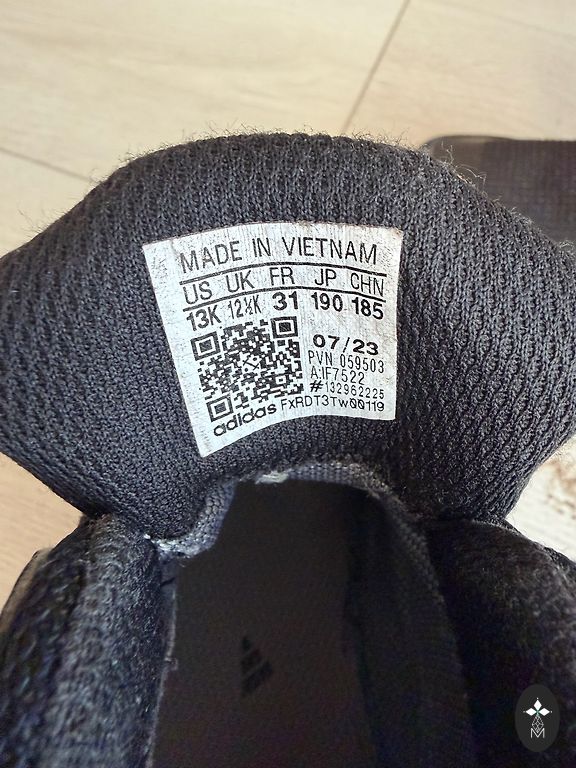 MADE IN VIETNAM
US UK FR JP CHN
13K 12½K 31 190 185
07/23
PVN 059503
A:IF7522
#132962225
adidas FXRDT3Tw00119
M